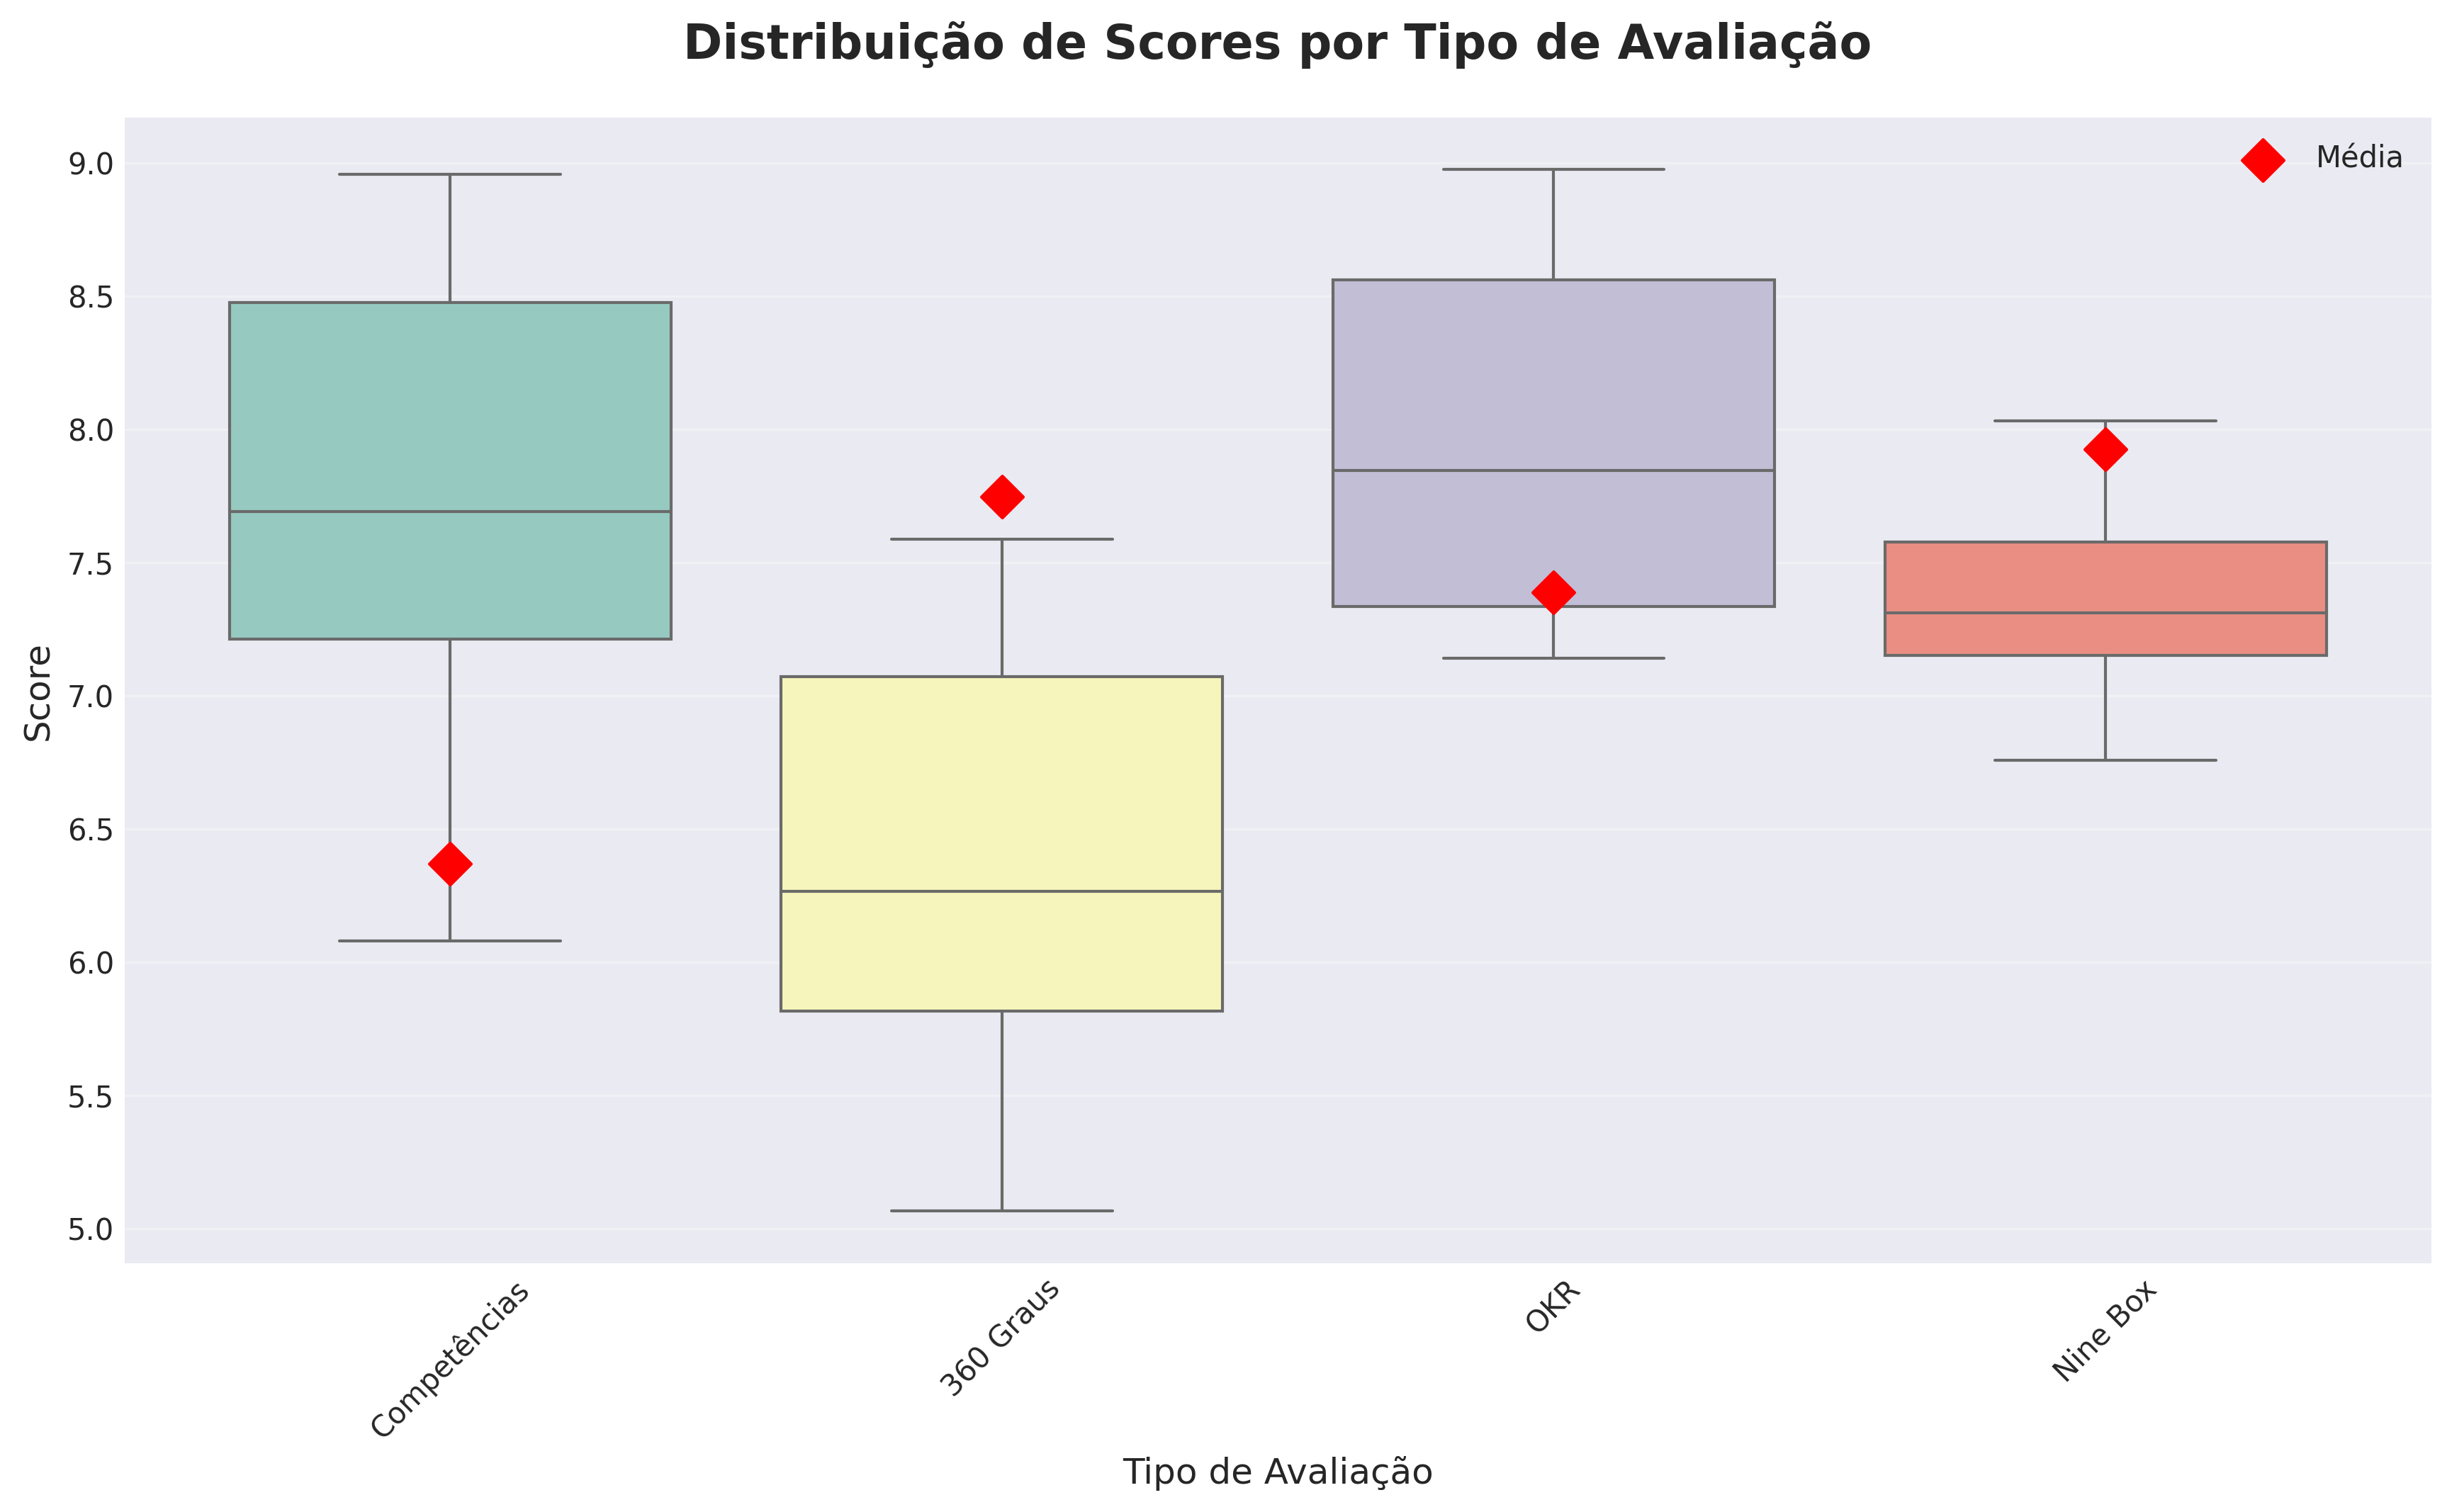 Distribuição de Scores por Tipo de Avaliação
Média
Score
9.0
8.5
8.0
7.5
7.0
6.5
6.0
5.5
5.0
Competências
360 Graus
OKR
Nine Box
Tipo de Avaliação